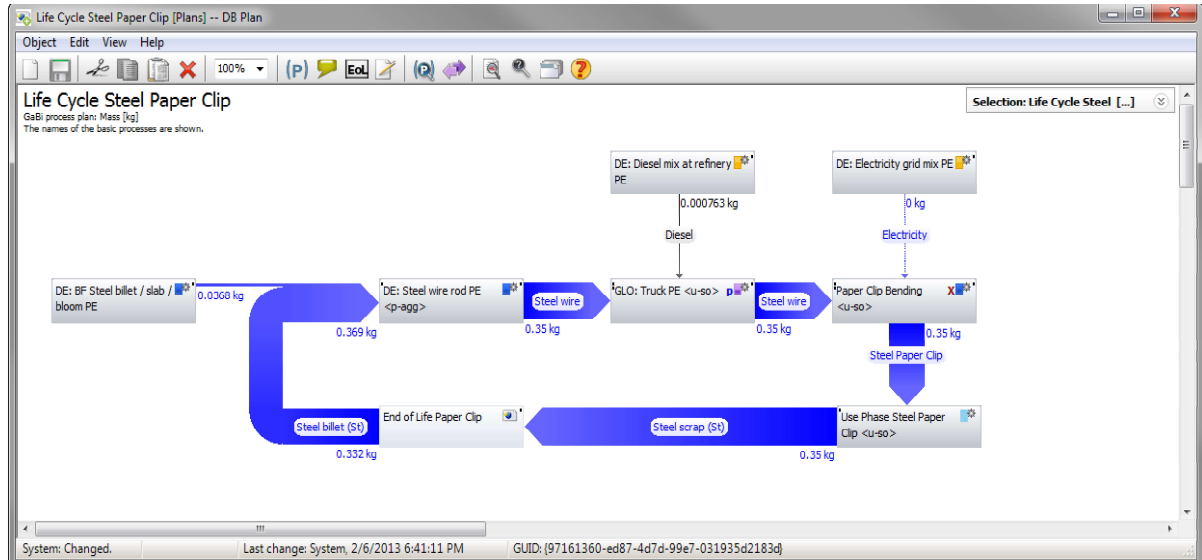 Life Cycle Steel Paper Clip [Plans] -- DB Plan
Object Edit View Help
100% (P) EoL (P) ?
Life Cycle Steel Paper Clip
GaBi process plan: Mass [kg]
The names of the basic processes are shown.
Selection: Life Cycle Steel [...]
DE: Diesel mix at refinery
PE
DE: Electricity grid mix PE
0.000763 kg
0 kg
Diesel
Electricity
DE: BF Steel billet / slab /
bloom PE
0.0368 kg
DE: Steel wire rod PE
<p-agg>
Steel wire
GLO: Truck PE <u-so> p
Steel wire
Paper Clip Bending X
<u-so>
0.369 kg
0.35 kg
0.35 kg
0.35 kg
Steel Paper Clip
Steel billet (St)
End of Life Paper Clip
Steel scrap (St)
Use Phase Steel Paper
Clip <u-so>
0.332 kg
0.35 kg
System: Changed.
Last change: System, 2/6/2013 6:41:11 PM
GUID: {97161360-ed87-4d7d-99e7-031935d2183d}